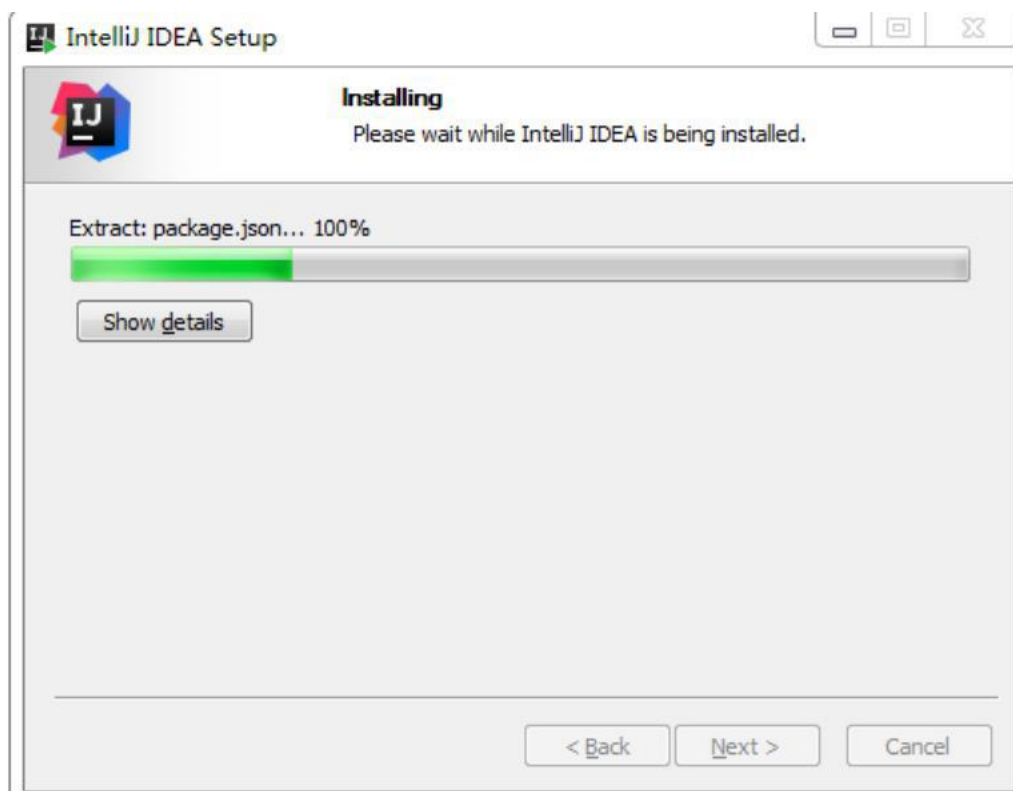 IntelliJ IDEA Setup
IJ
Installing
Please wait while IntelliJ IDEA is being installed.
Extract: package.json... 100%
Show details
< Back
Next >
Cancel